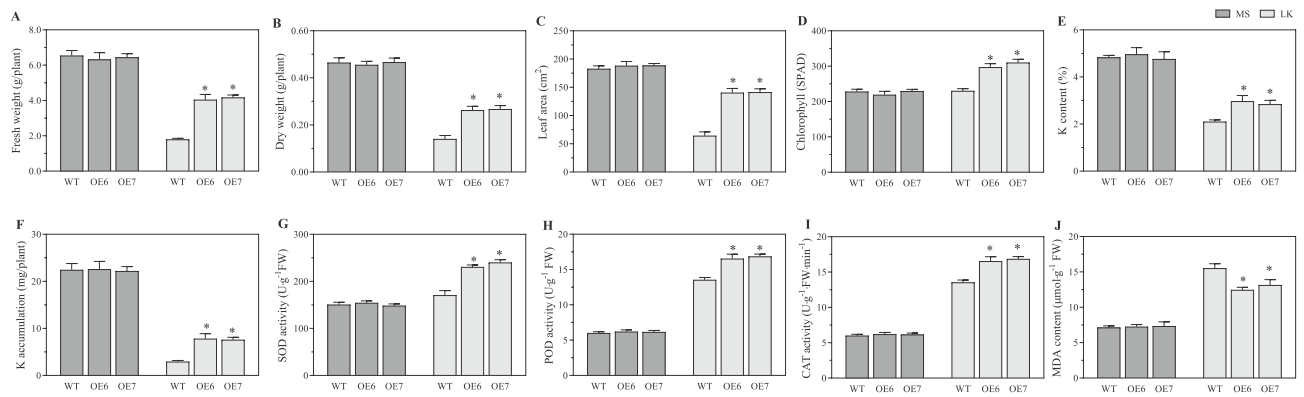 MS LK
A
Fresh weight (g/plant)
8.0
6.0
4.0
2.0
0.0
*
*
WT OE6 OE7 WT OE6 OE7
B
Dry weight (g/plant)
0.60
0.40
0.20
0.00
*
*
WT OE6 OE7 WT OE6 OE7
C
Leaf area (cm²)
250
200
150
100
50
0
*
*
WT OE6 OE7 WT OE6 OE7
D
Chlorophyll (SPAD)
400
300
200
100
0
*
*
WT OE6 OE7 WT OE6 OE7
E
K content (%)
6
4
2
0
*
*
WT OE6 OE7 WT OE6 OE7
F
K accumulation (mg/plant)
30
20
10
0
*
*
WT OE6 OE7 WT OE6 OE7
G
SOD activity (U·g⁻¹FW)
300
200
100
0
*
*
WT OE6 OE7 WT OE6 OE7
H
POD activity (U·g⁻¹ FW)
20
15
10
5
0
*
*
WT OE6 OE7 WT OE6 OE7
I
CAT activity (U·g⁻¹·FW·min⁻¹)
20
15
10
5
0
*
*
WT OE6 OE7 WT OE6 OE7
J
MDA content (μmol·g⁻¹ FW)
20
15
10
5
0
*
*
WT OE6 OE7 WT OE6 OE7